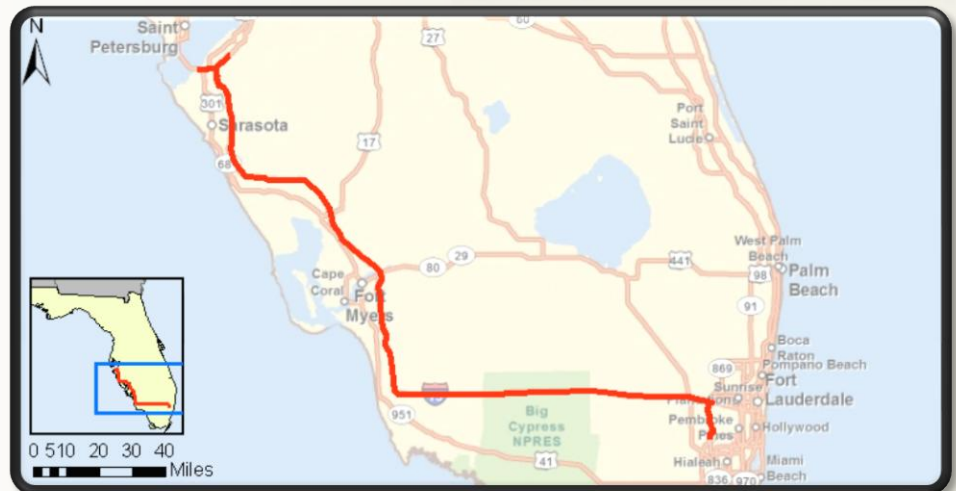 N
Saint
Petersburg
60
27
301
Sarasota
17
68
Port
Saint
Lucie
West Palm
Beach
98
Palm
Beach
441
29
80
Cape
Coral
Fort
Myers
91
Boca
Raton
Pompano Beach
869
Fort
Lauderdale
Sunrise
951
Big
Cypress
NPRES
Pembroke
Pines
Hollywood
41
Hialeah
Miami
Beach
836
970
0 5 10 20 30 40
Miles